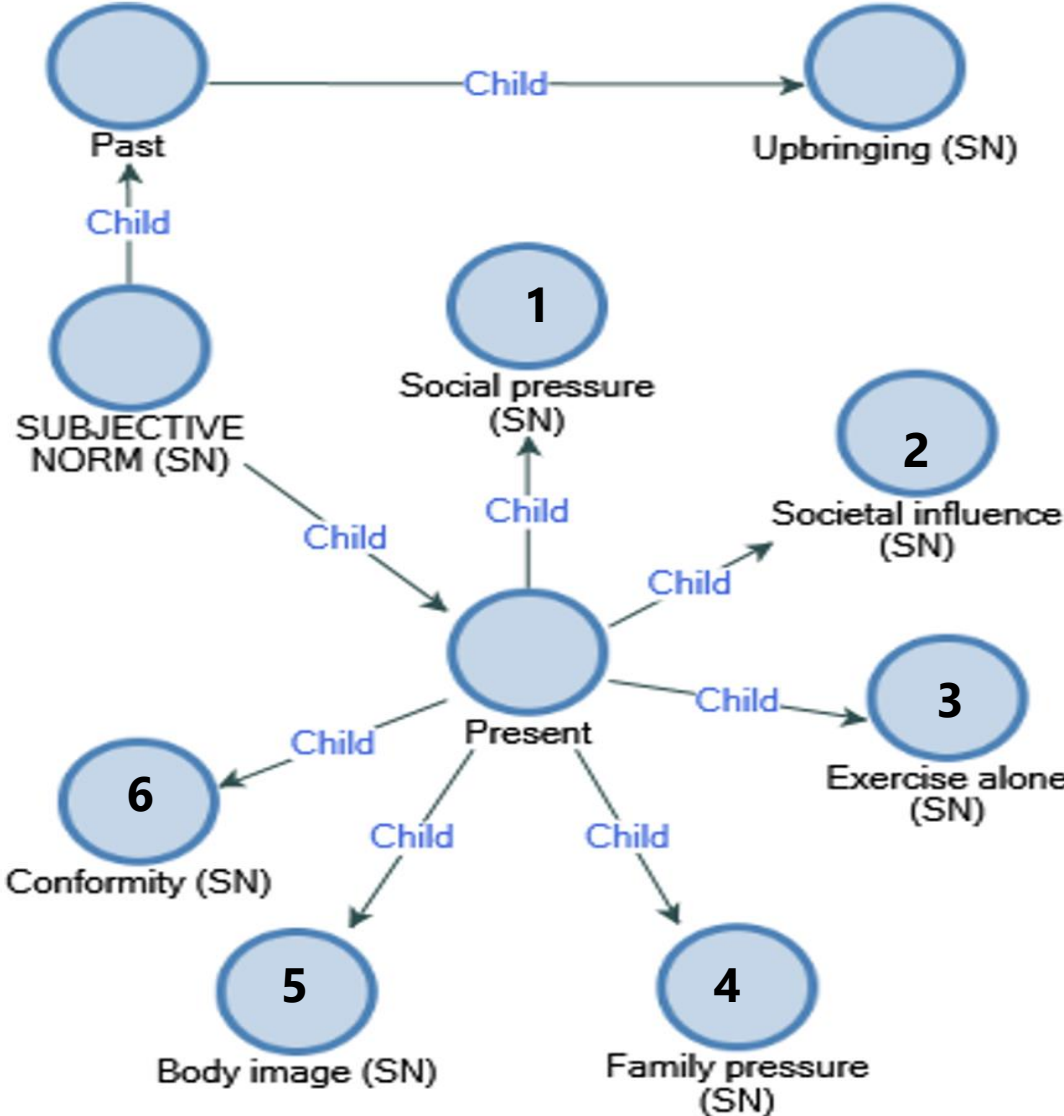 Child
Past
Upbringing (SN)
Child
1
Social pressure
(SN)
SUBJECTIVE
NORM (SN)
2
Societal influence
(SN)
Child
Child
Child
3
Child
Present
Exercise alone
(SN)
Child
6
Conformity (SN)
Child
Child
5
Body image (SN)
4
Family pressure
(SN)